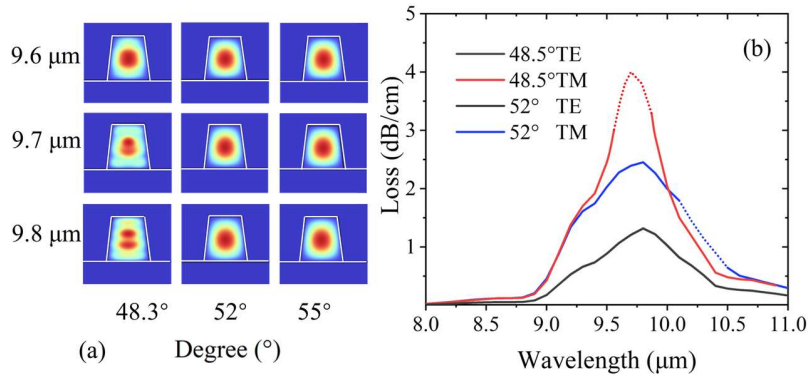 9.6 μm
9.7 μm
9.8 μm
48.3° 52° 55°
(a) Degree (°)
Loss (dB/cm)
5
4
3
2
1
8.0 8.5 9.0 9.5 10.0 10.5 11.0
Wavelength (μm)
48.5°TE
48.5°TM
52° TE
52° TM
(b)